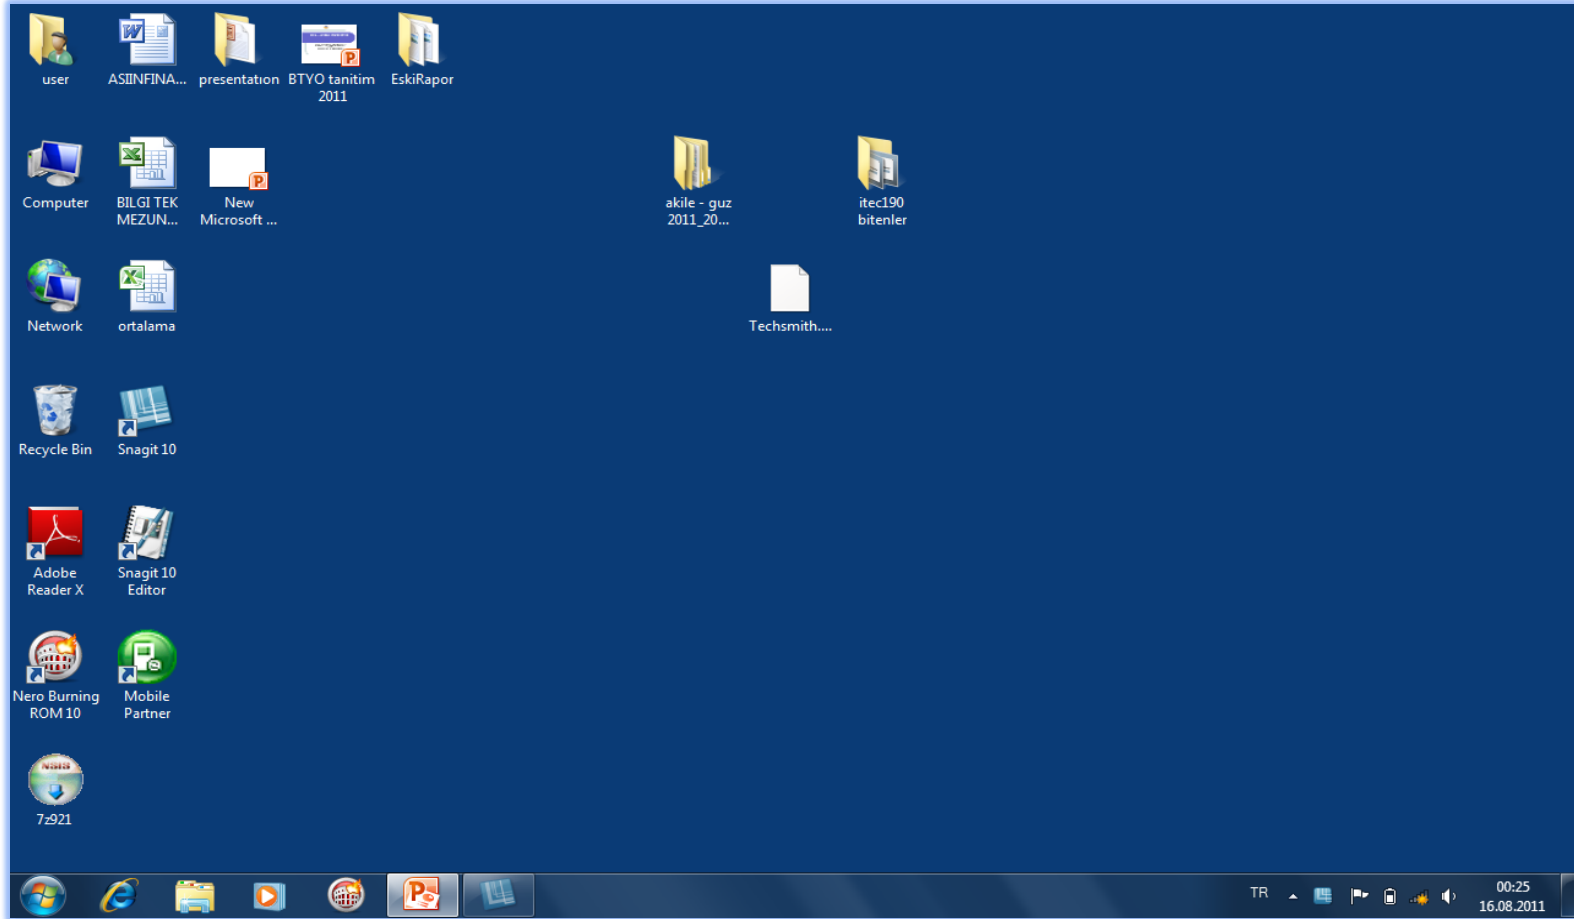 user
ASIINFINA...
presentation
BTYO tanitim
2011
EskiRapor
Computer
BILGI TEK
MEZUN...
New
Microsoft ...
akile - guz
2011_20...
itec190
bitenler
Network
ortalama
Techsmith....
Recycle Bin
Snagit 10
Adobe
Reader X
Snagit 10
Editor
Nero Burning
ROM 10
Mobile
Partner
NSIS
7z921
TR
00:25
16.08.2011